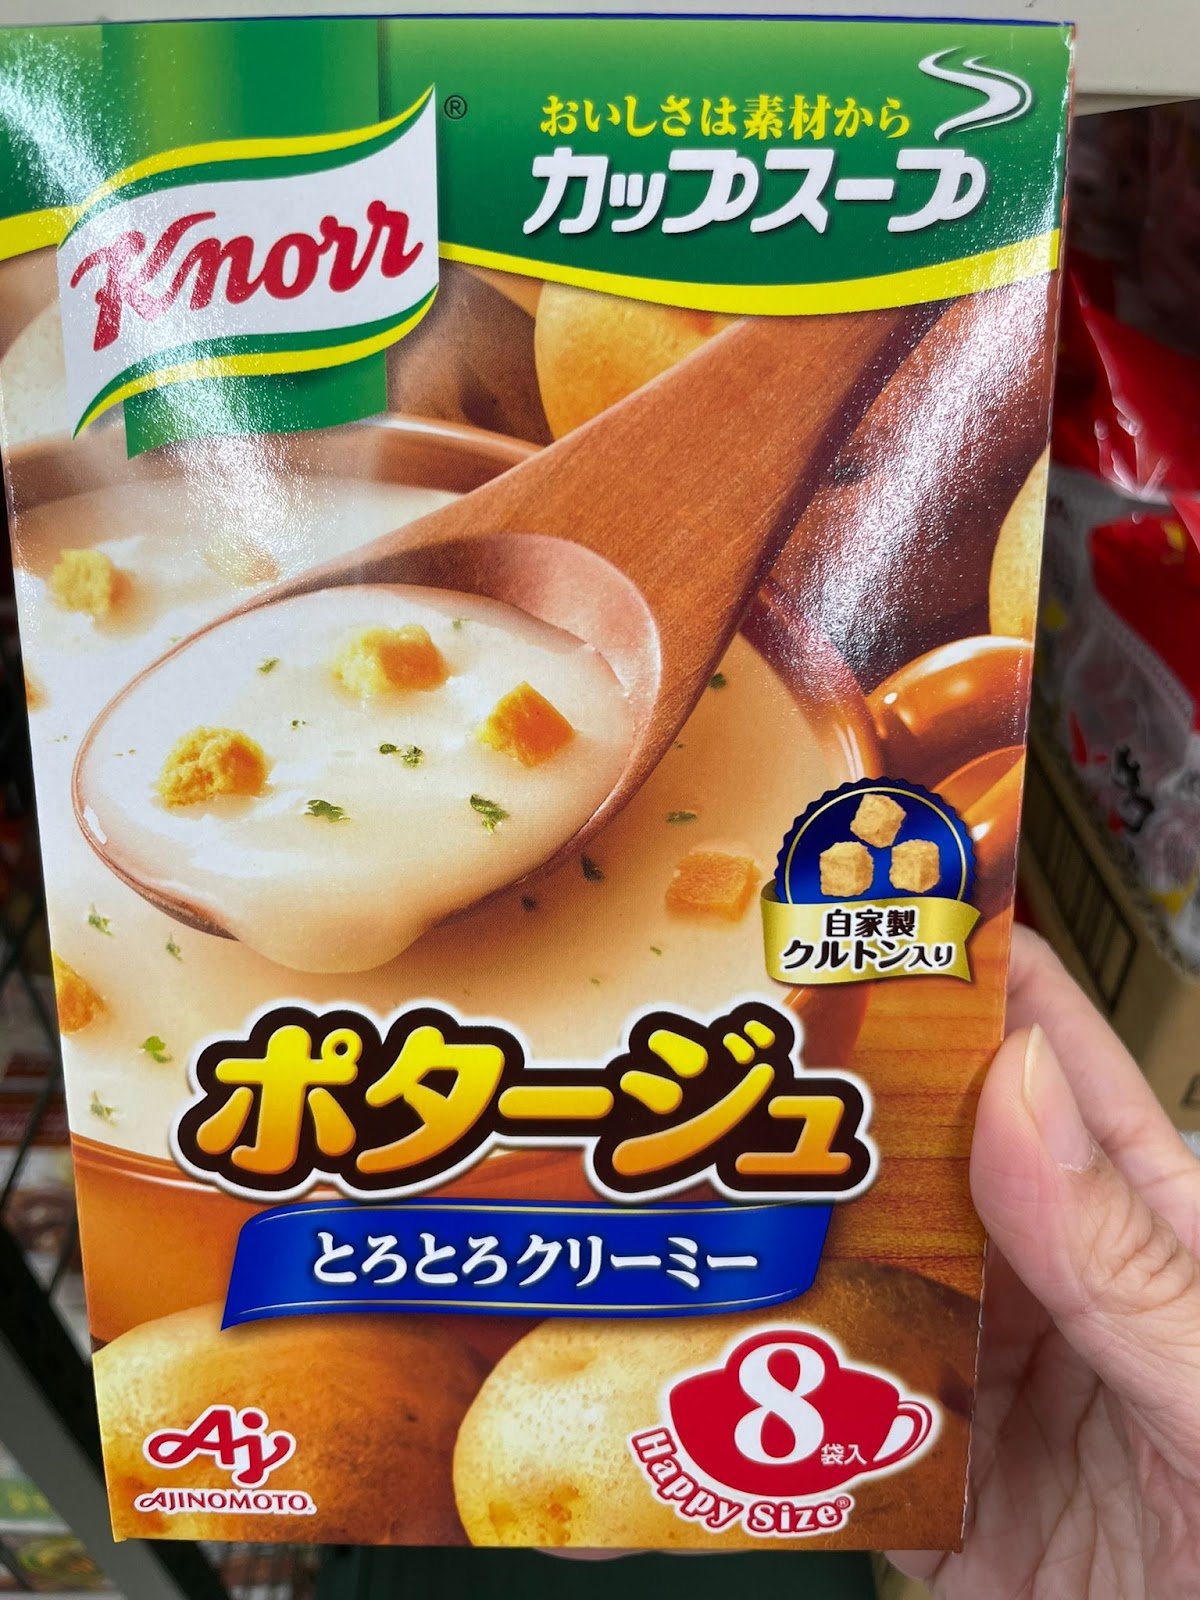 おいしさは素材から
Knorr®
カップスープ
自家製
クルトン入り
ポタージュ
とろとろクリーミー
8
袋入
Happy Size®
Aj
AJINOMOTO.